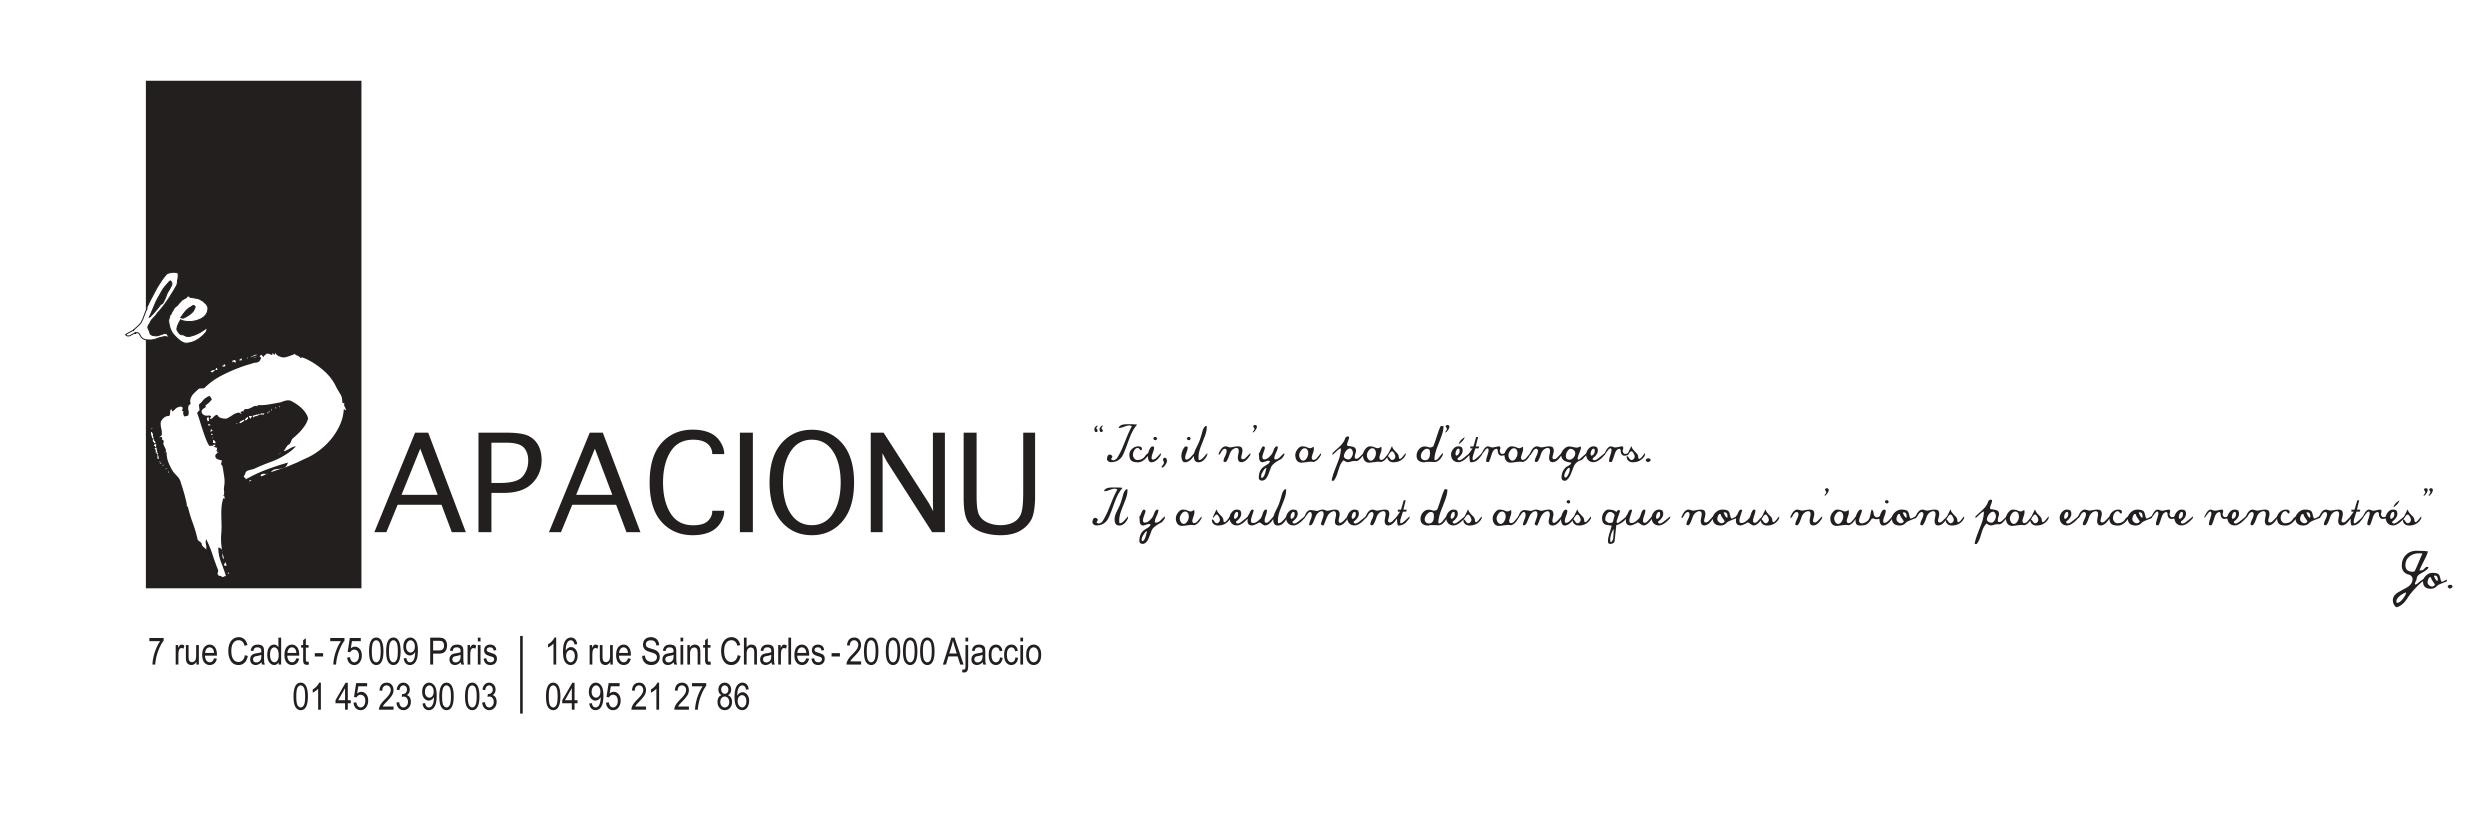 le
PAPACIONU
“Ici, il n’y a pas d’étrangers.
Il y a seulement des amis que nous n’avions pas encore rencontrés”
Jo.
7 rue Cadet - 75 009 Paris | 16 rue Saint Charles - 20 000 Ajaccio
01 45 23 90 03 | 04 95 21 27 86